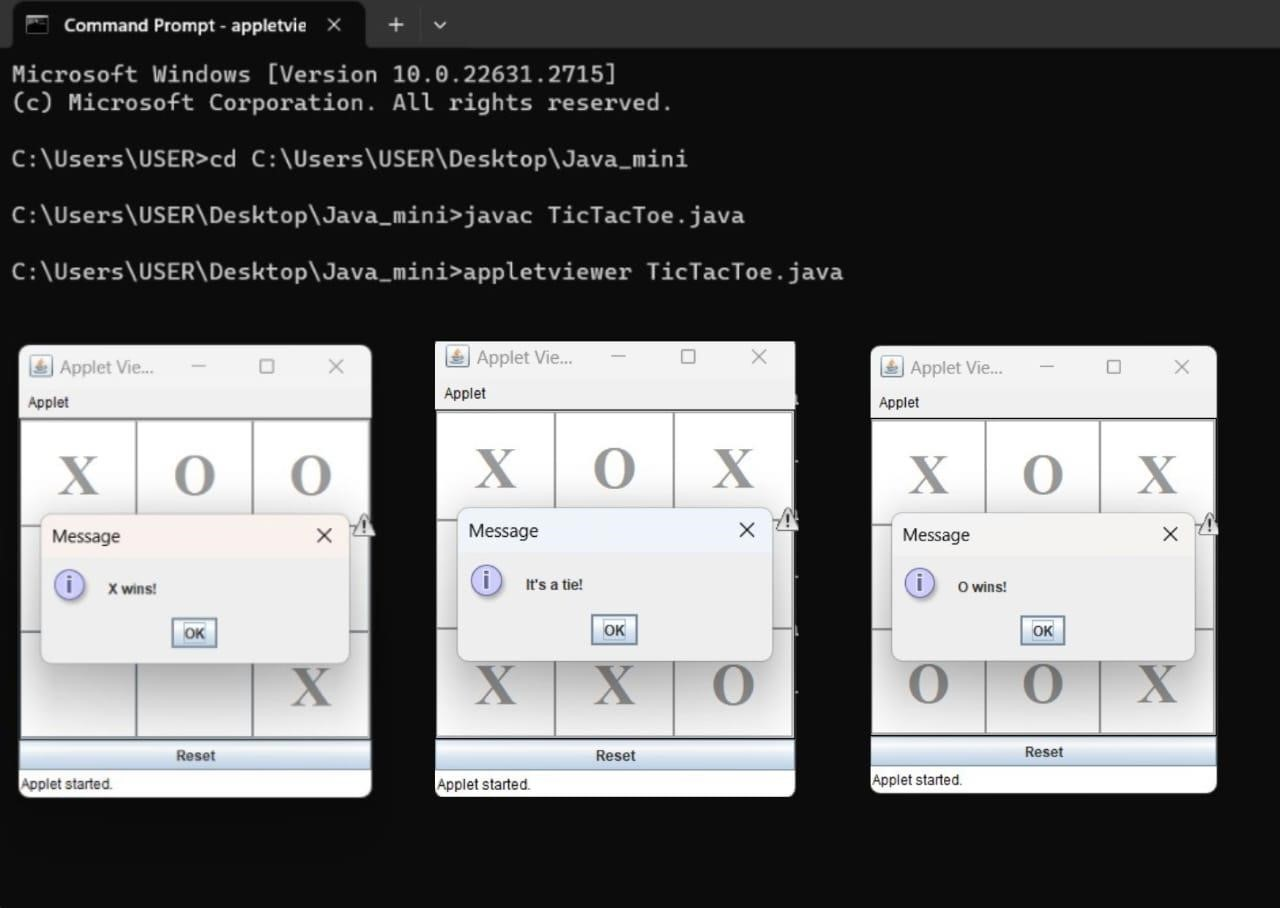 Command Prompt - appletvie
Microsoft Windows [Version 10.0.22631.2715]
(c) Microsoft Corporation. All rights reserved.
C:\Users\USER>cd C:\Users\USER\Desktop\Java_mini
C:\Users\USER\Desktop\Java_mini>javac TicTacToe.java
C:\Users\USER\Desktop\Java_mini>appletviewer TicTacToe.java
Applet Vie...
Applet
X O O
Message
X wins!
OK
X
Reset
Applet started.
Applet Vie...
Applet
X O X
Message
It's a tie!
OK
X X O
Reset
Applet started.
Applet Vie...
Applet
X O X
Message
O wins!
OK
O O X
Reset
Applet started.